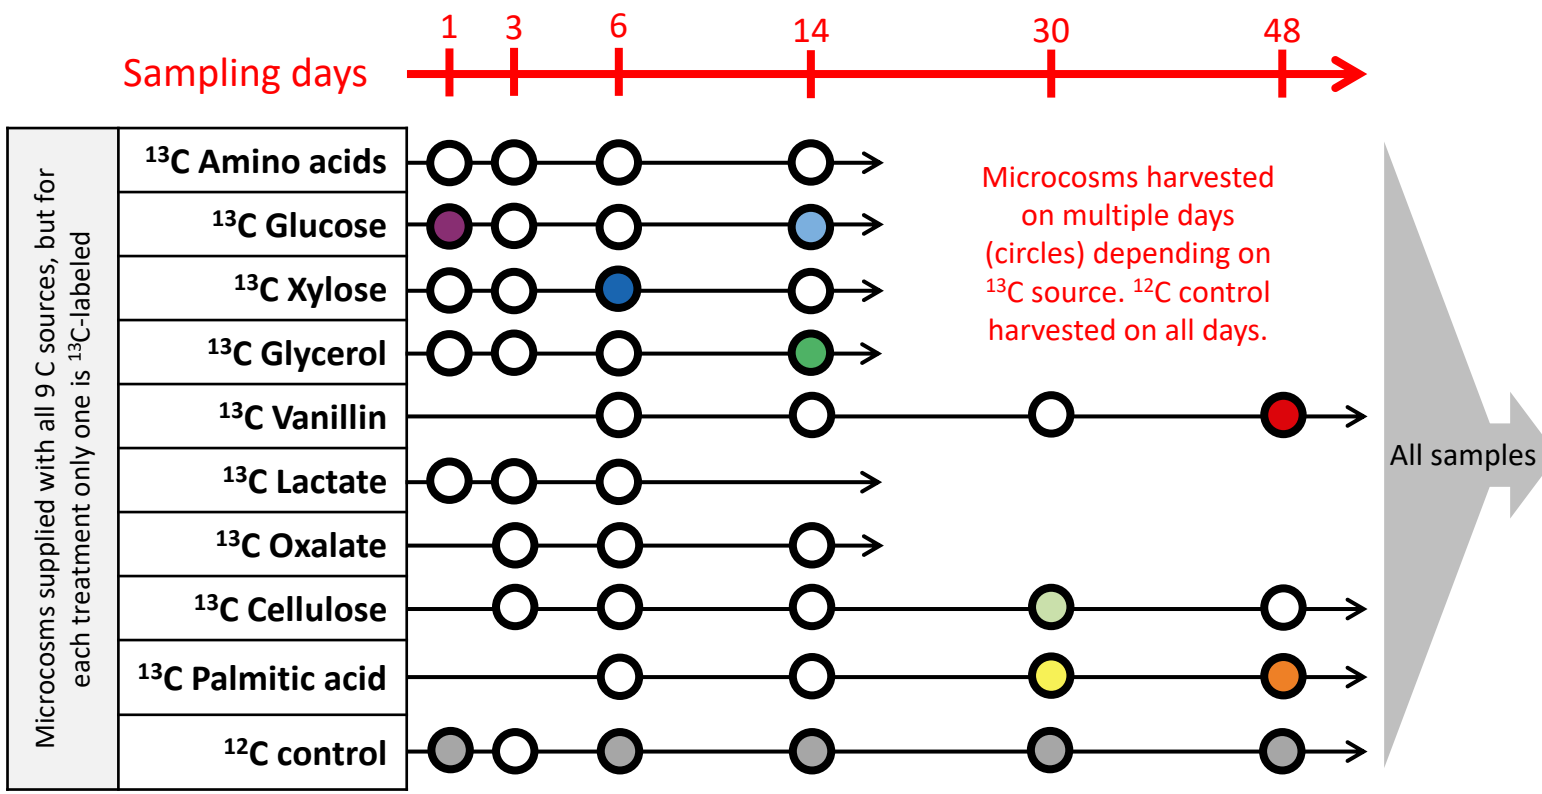 1 3 6 14 30 48
Sampling days
Microcosms supplied with all 9 C sources, but for
each treatment only one is ¹³C-labeled
¹³C Amino acids
¹³C Glucose
¹³C Xylose
¹³C Glycerol
¹³C Vanillin
¹³C Lactate
¹³C Oxalate
¹³C Cellulose
¹³C Palmitic acid
¹²C control
Microcosms harvested
on multiple days
(circles) depending on
¹³C source. ¹²C control
harvested on all days.
All samples